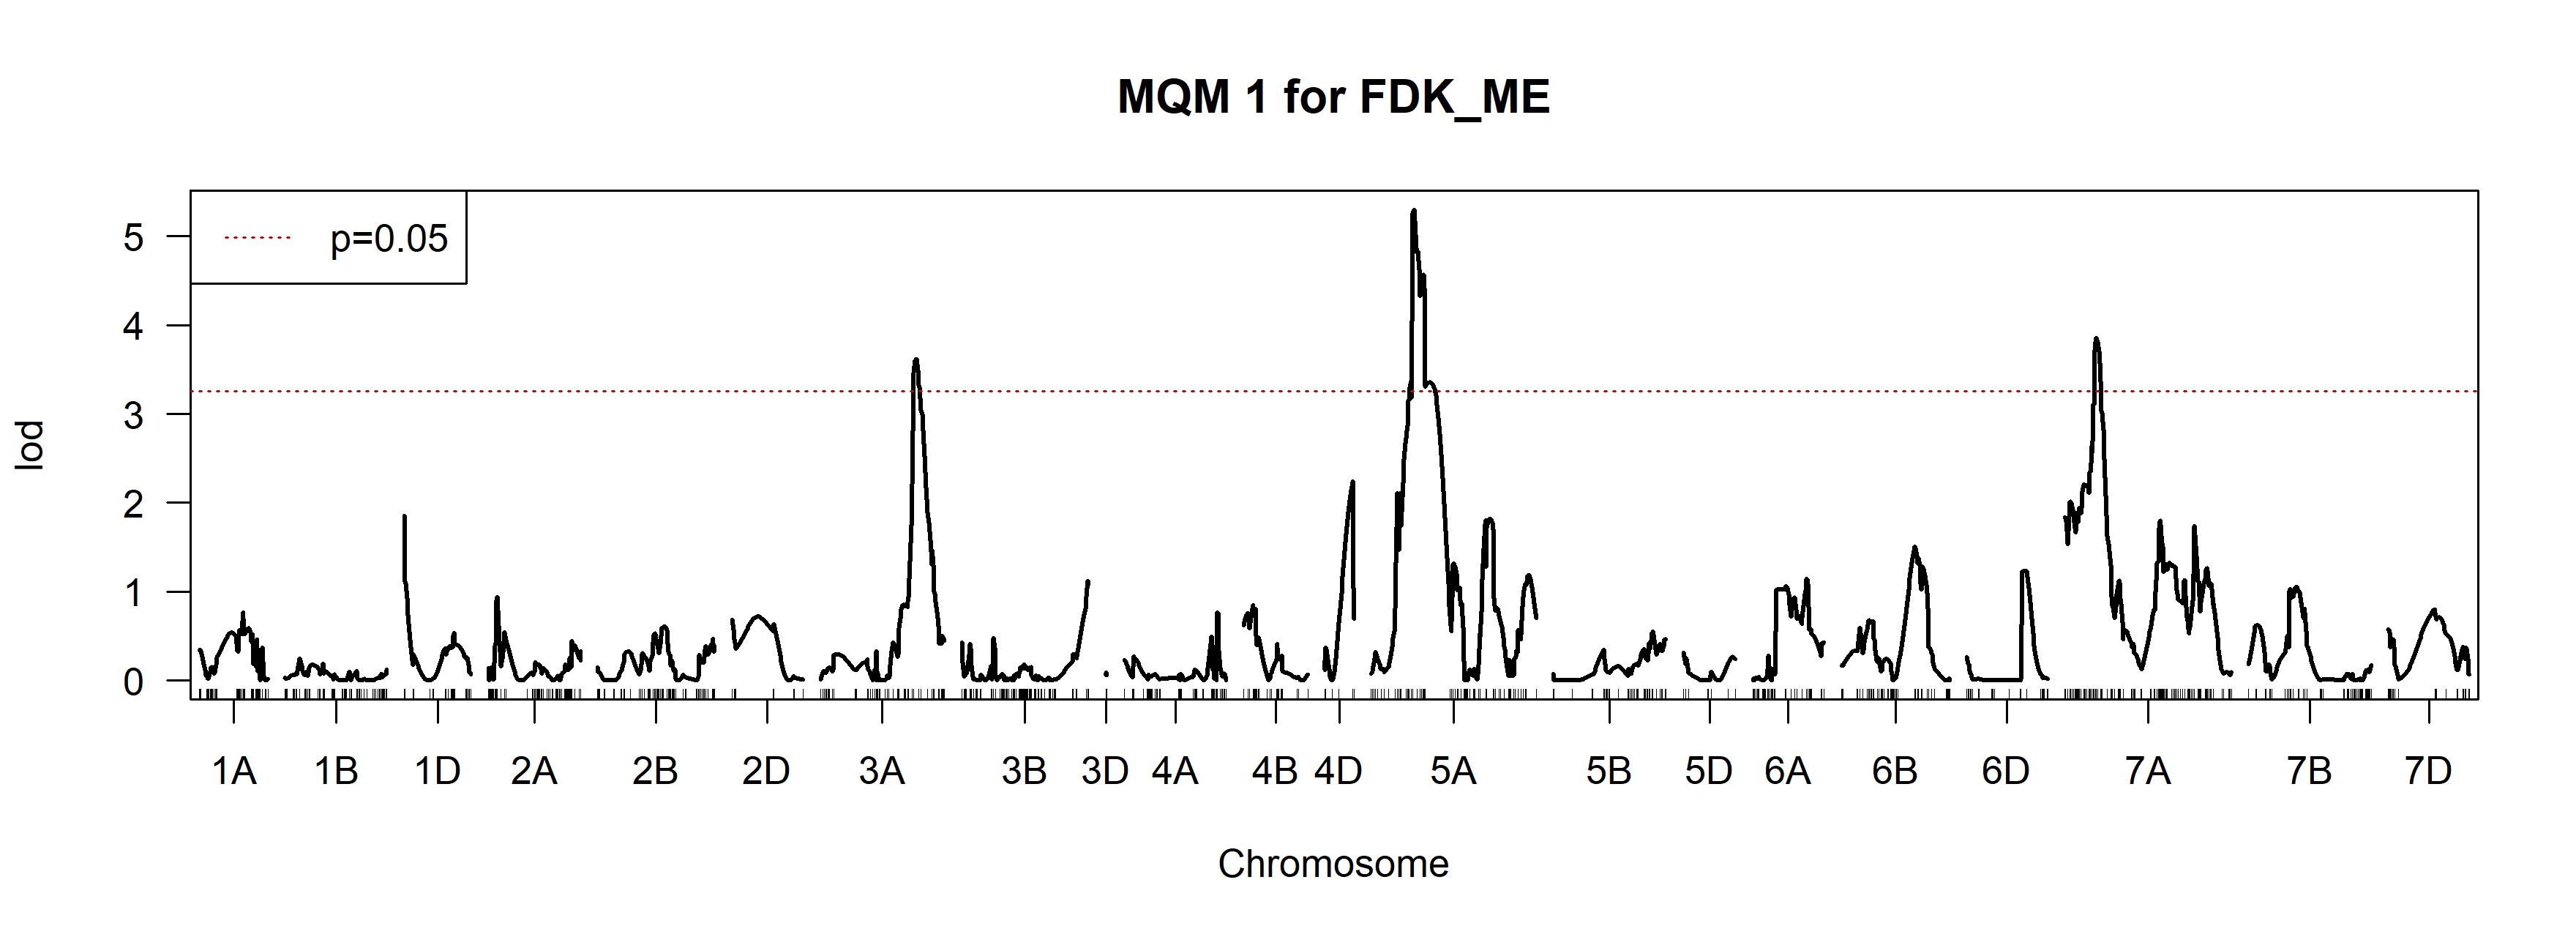 MQM 1 for FDK_ME
p=0.05
5
4
3
2
1
0
lod
1A 1B 1D 2A 2B 2D 3A 3B 3D 4A 4B 4D 5A 5B 5D 6A 6B 6D 7A 7B 7D
Chromosome